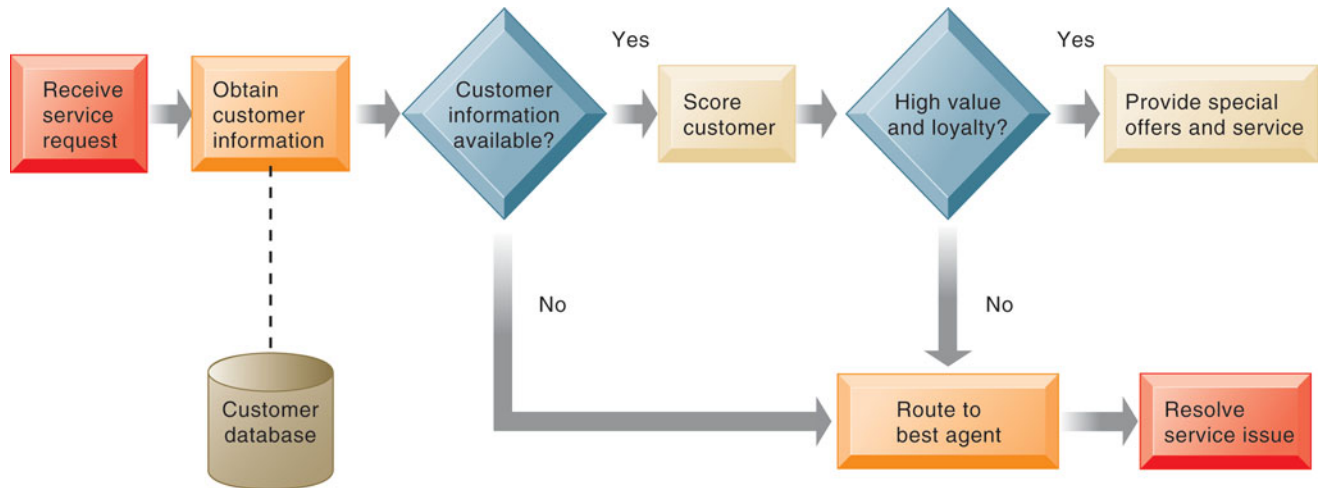 Receive
service
request
Obtain
customer
information
Customer
information
available?
Yes
Score
customer
High value
and loyalty?
Yes
Provide special
offers and service
No
No
Customer
database
Route to
best agent
Resolve
service issue